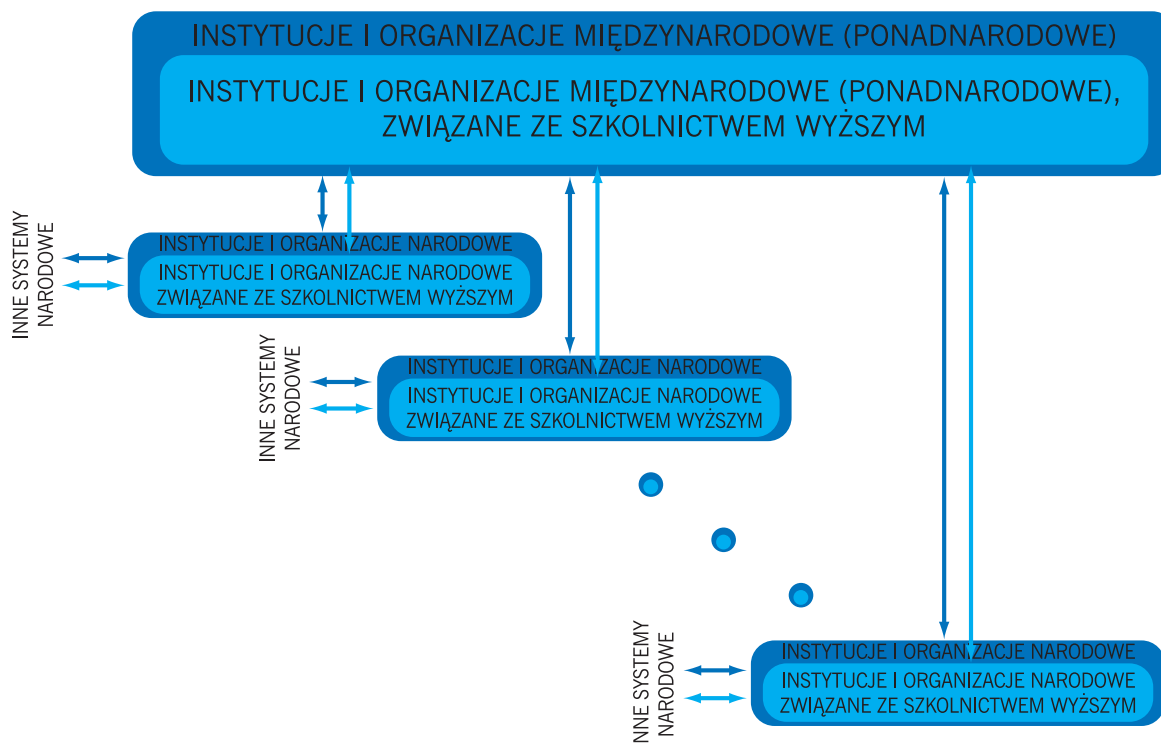 INSTYTUCJE I ORGANIZACJE MIĘDZYNARODOWE (PONADNARODOWE)
INSTYTUCJE I ORGANIZACJE MIĘDZYNARODOWE (PONADNARODOWE),
ZWIĄZANE ZE SZKOLNICTWEM WYŻSZYM
INNE SYSTEMY
NARODOWE
INSTYTUCJE I ORGANIZACJE NARODOWE
INSTYTUCJE I ORGANIZACJE NARODOWE
ZWIĄZANE ZE SZKOLNICTWEM WYŻSZYM
INNE SYSTEMY
NARODOWE
INSTYTUCJE I ORGANIZACJE NARODOWE
INSTYTUCJE I ORGANIZACJE NARODOWE
ZWIĄZANE ZE SZKOLNICTWEM WYŻSZYM
NNE SYSTEMY
NARODOWE
INSTYTUCJE I ORGANIZACJE NARODOWE
INSTYTUCJE I ORGANIZACJE NARODOWE
ZWIĄZANE ZE SZKOLNICTWEM WYŻSZYM